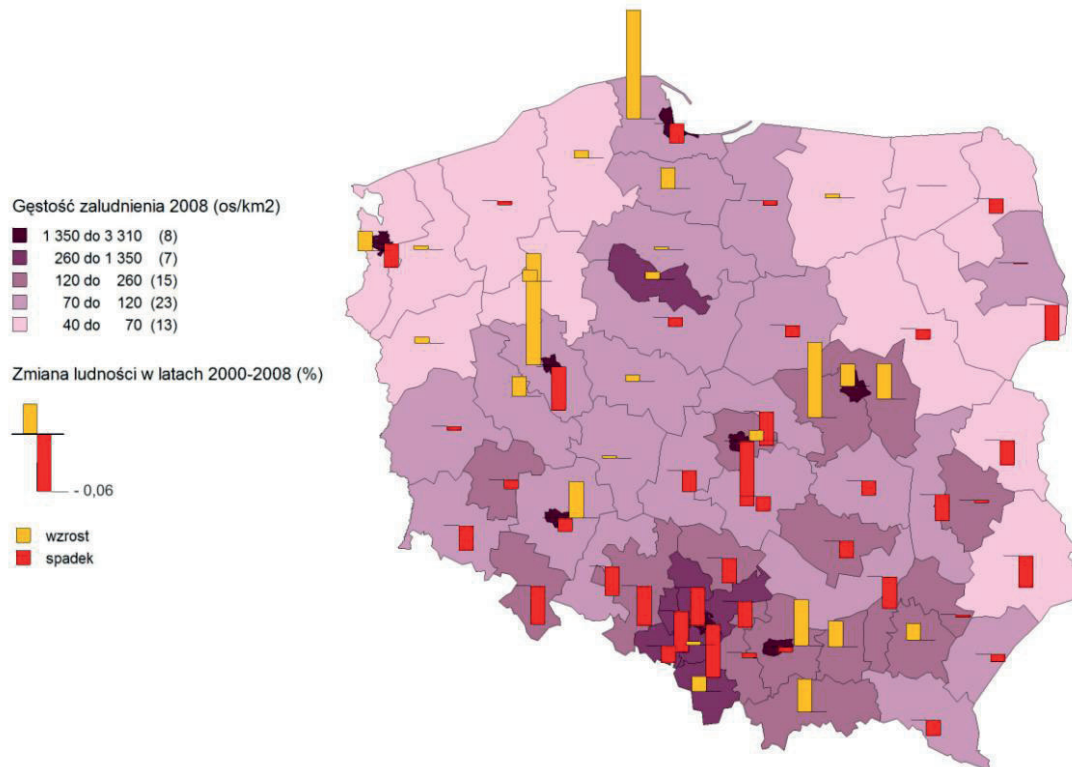 Gęstość zaludnienia 2008 (os/km2)
1 350 do 3 310 (8)
260 do 1 350 (7)
120 do 260 (15)
70 do 120 (23)
40 do 70 (13)
Zmiana ludności w latach 2000-2008 (%)
- 0,06
wzrost
spadek